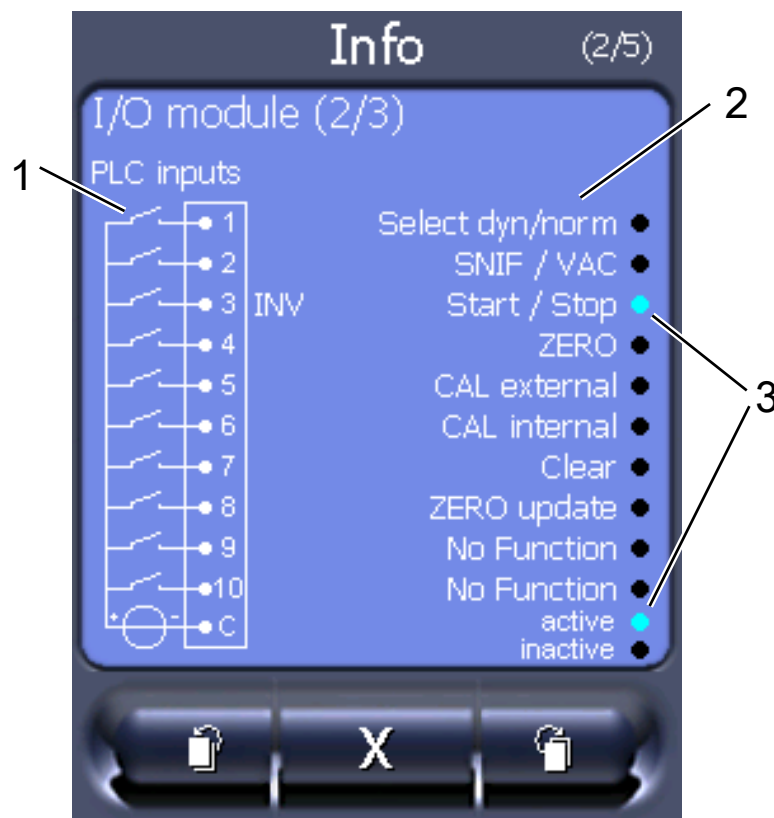 Info (2/5)
I/O module (2/3)
2
PLC inputs
1
1 Select dyn/norm
2 SNIF / VAC
3 INV Start / Stop
4 ZERO
5 CAL external
3
6 CAL internal
7 Clear
8 ZERO update
9 No Function
10 No Function
+ - C active
inactive
X